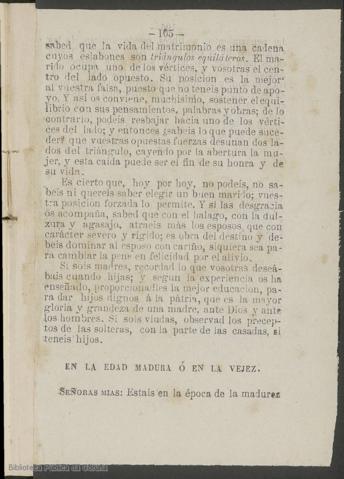 — 165 —
sabed que la vida del matrimonio es una cadena
cuyos eslabones son triángulos equiláteros. El ma-
rido ocupa uno de los vértices, y vosotras el cen-
tro del lado opuesto. Su posicion es la mejor
al vuestra falsa, puesto que no teneis punto de apo-
yo. Y asi os conviene, muchísimo, sostener el equi-
librio con sus pensamientos, palabras y obras; de lo
contrario, podeis resbajar hacia uno de los vérti-
ces del lado; y entonces ¿sabeis lo que puede suce-
der? que vuestras opuestas fuerzas desunan dos la-
dos del triángulo, cayendo por la abertura la mu-
jer, y esta caida puede ser el fin de su honra y de
su vida.
Es cierto que, hoy por hoy, no podeis, no sa-
beis ni quereis saber elegir un buen marido; vues-
tra posicion forzada lo permite. Y si las desgracia
os acompaña, sabed que con el halago, con la dul-
zura y agasajo, atraeis más los esposos, que con
carácter severo y rígido; es obra del destino y de-
beis dominar al esposo con cariño, siquiera sea pa-
ra cambiar la pene en felicidad por el alivio.
Si sois madres, recordad lo que vosotras deseá-
bais cuando hijas; y segun la experiencia os ha
enseñado, proporcionadles la mejor educacion, pa-
ra dar hijos dignos á la pátria, que es la mayor
gloria y grandeza de una madre, ante Dios y ante
los hombres. Si sois viudas, observad los precep-
tos de las solteras, con la parte de las casadas, si
teneis hijos.
EN LA EDAD MADURA Ó EN LA VEJEZ.
SEÑORAS MIAS: Estais en la época de la madurez
Biblioteca Pública da Coruña